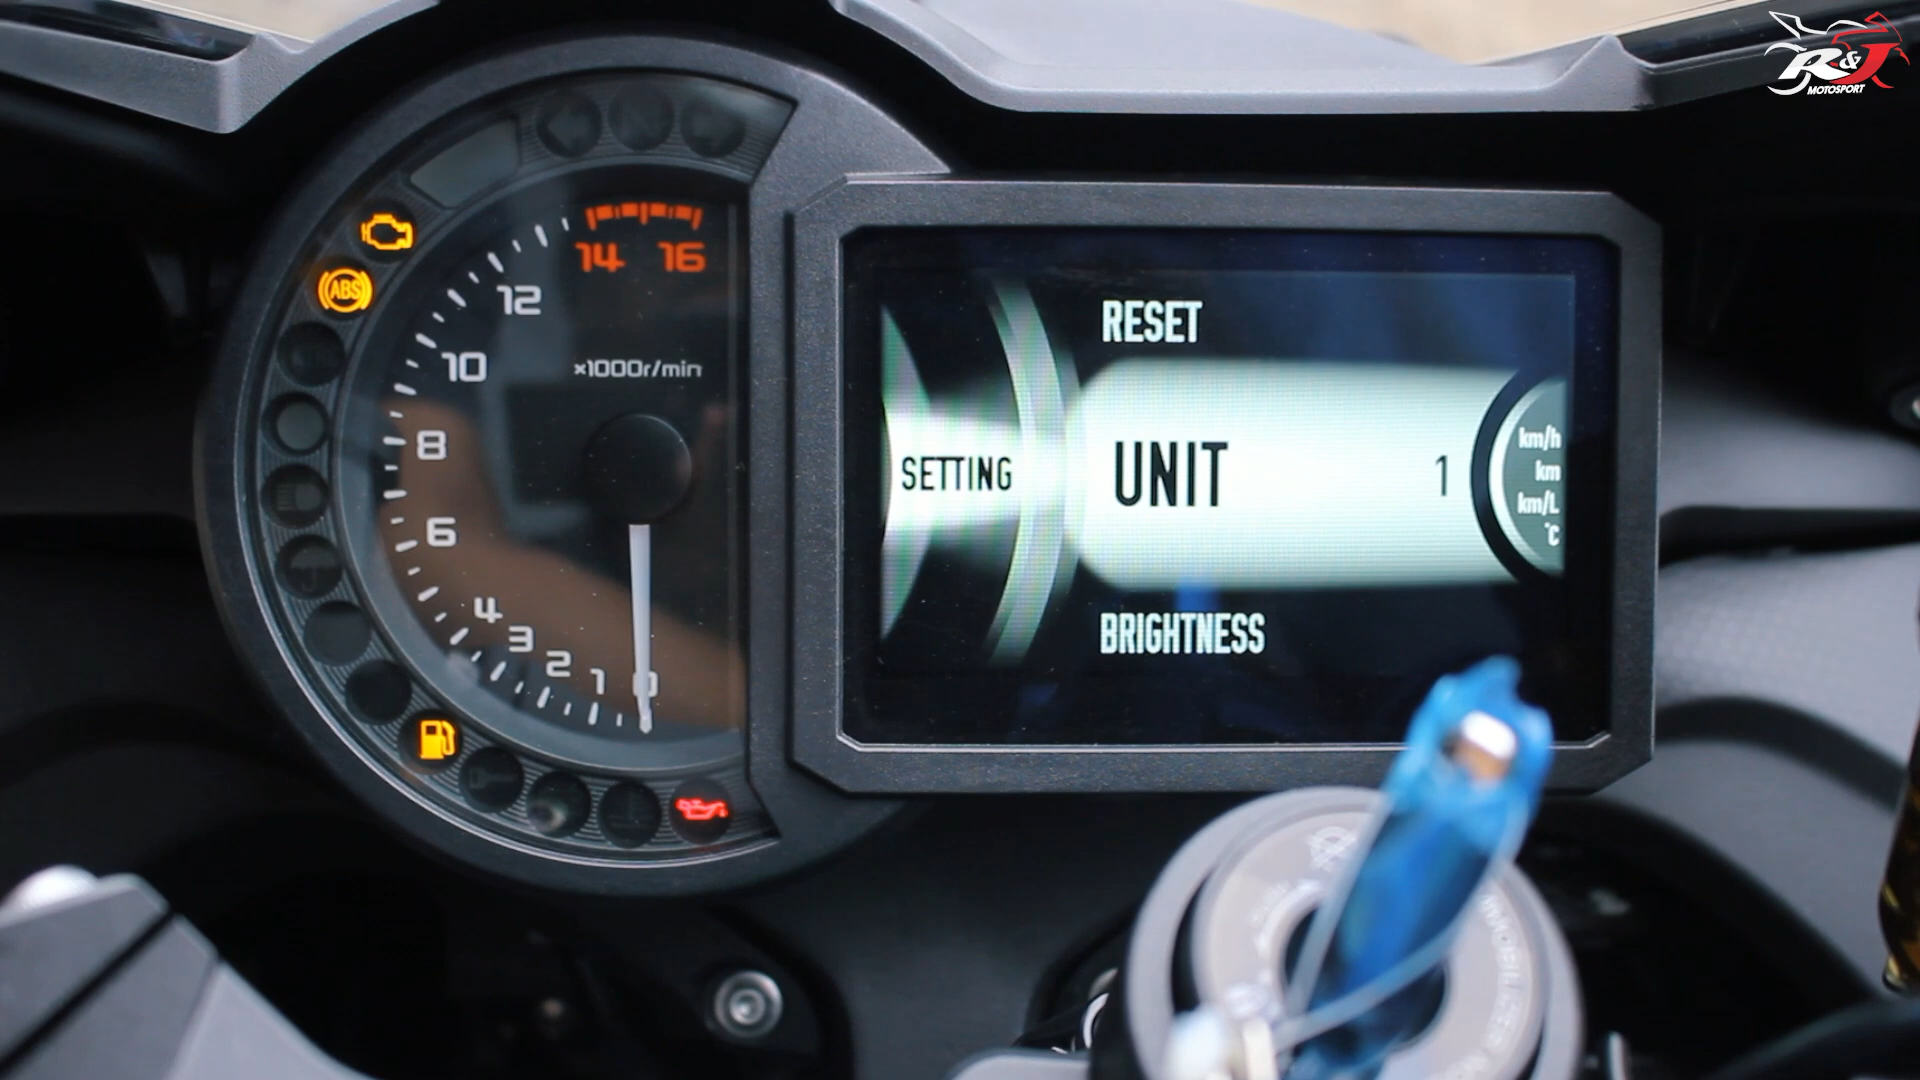 R&J
MOTOSPORT
ABS
14 16
12
10
×1000r/min
8
6
4
3
2
1
0
RESET
SETTING
UNIT 1
km/h
km
km/L
°C
BRIGHTNESS